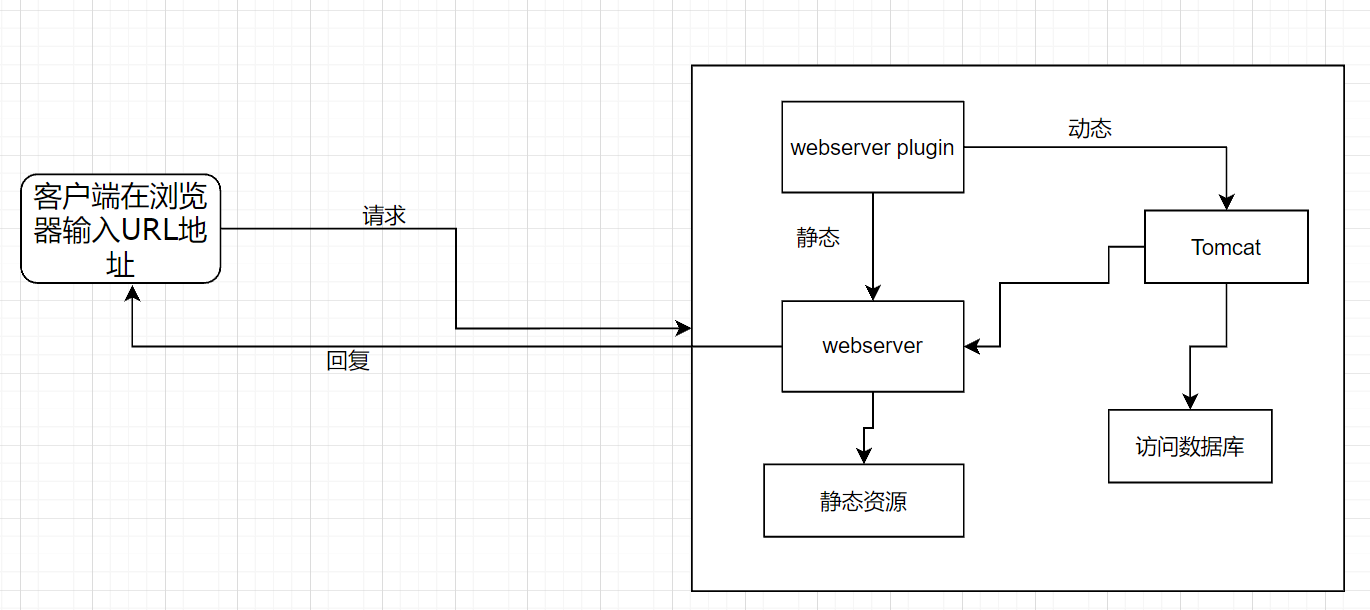 webserver plugin
动态
客户端在浏览
器输入URL地
址
请求
静态
Tomcat
webserver
回复
访问数据库
静态资源